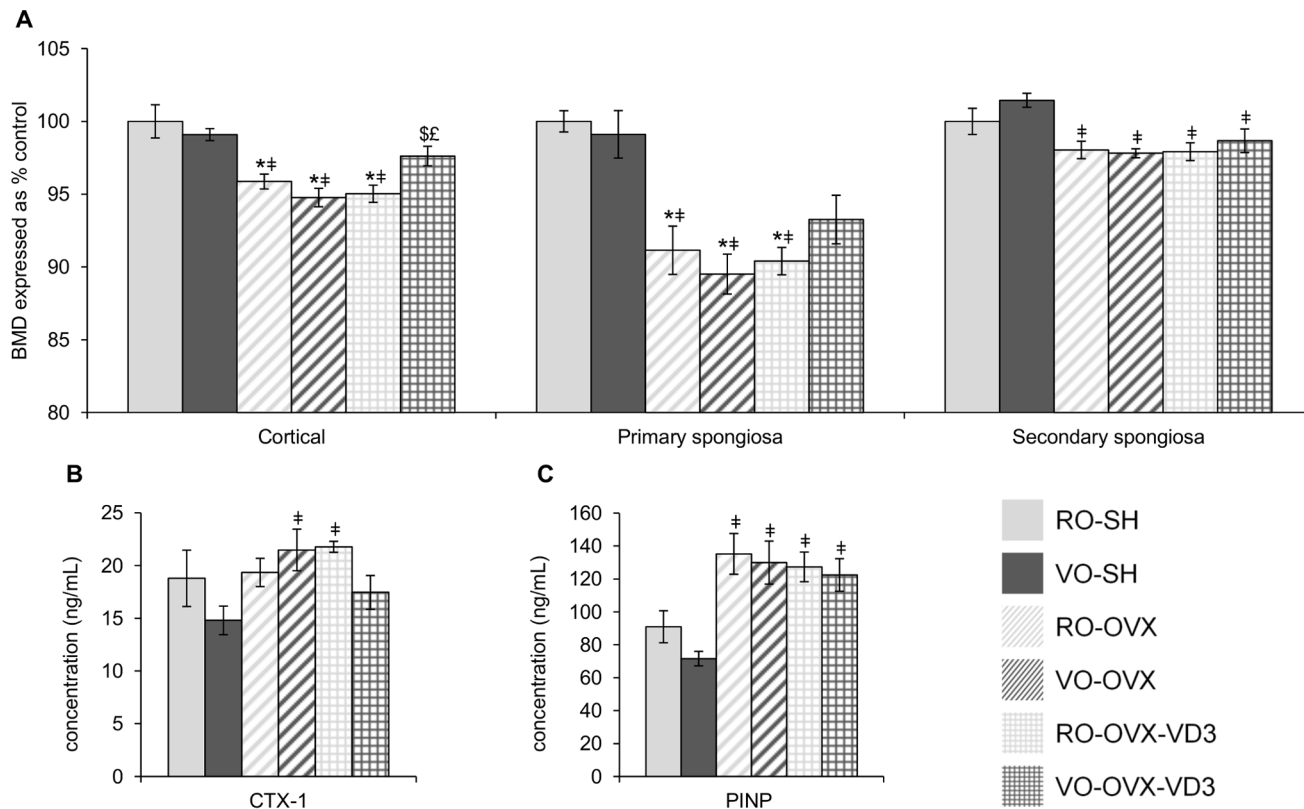 A
BMD expressed as % control
105
100
95
90
85
80
*ǂ
*ǂ
*ǂ
$£
*ǂ
*ǂ
*ǂ
ǂ
ǂ
ǂ
ǂ
Cortical
Primary spongiosa
Secondary spongiosa
B
concentration (ng/mL)
25
20
15
10
5
0
ǂ
ǂ
CTX-1
C
concentration (ng/mL)
160
140
120
100
80
60
40
20
0
ǂ
ǂ
ǂ
ǂ
PINP
RO-SH
VO-SH
RO-OVX
VO-OVX
RO-OVX-VD3
VO-OVX-VD3